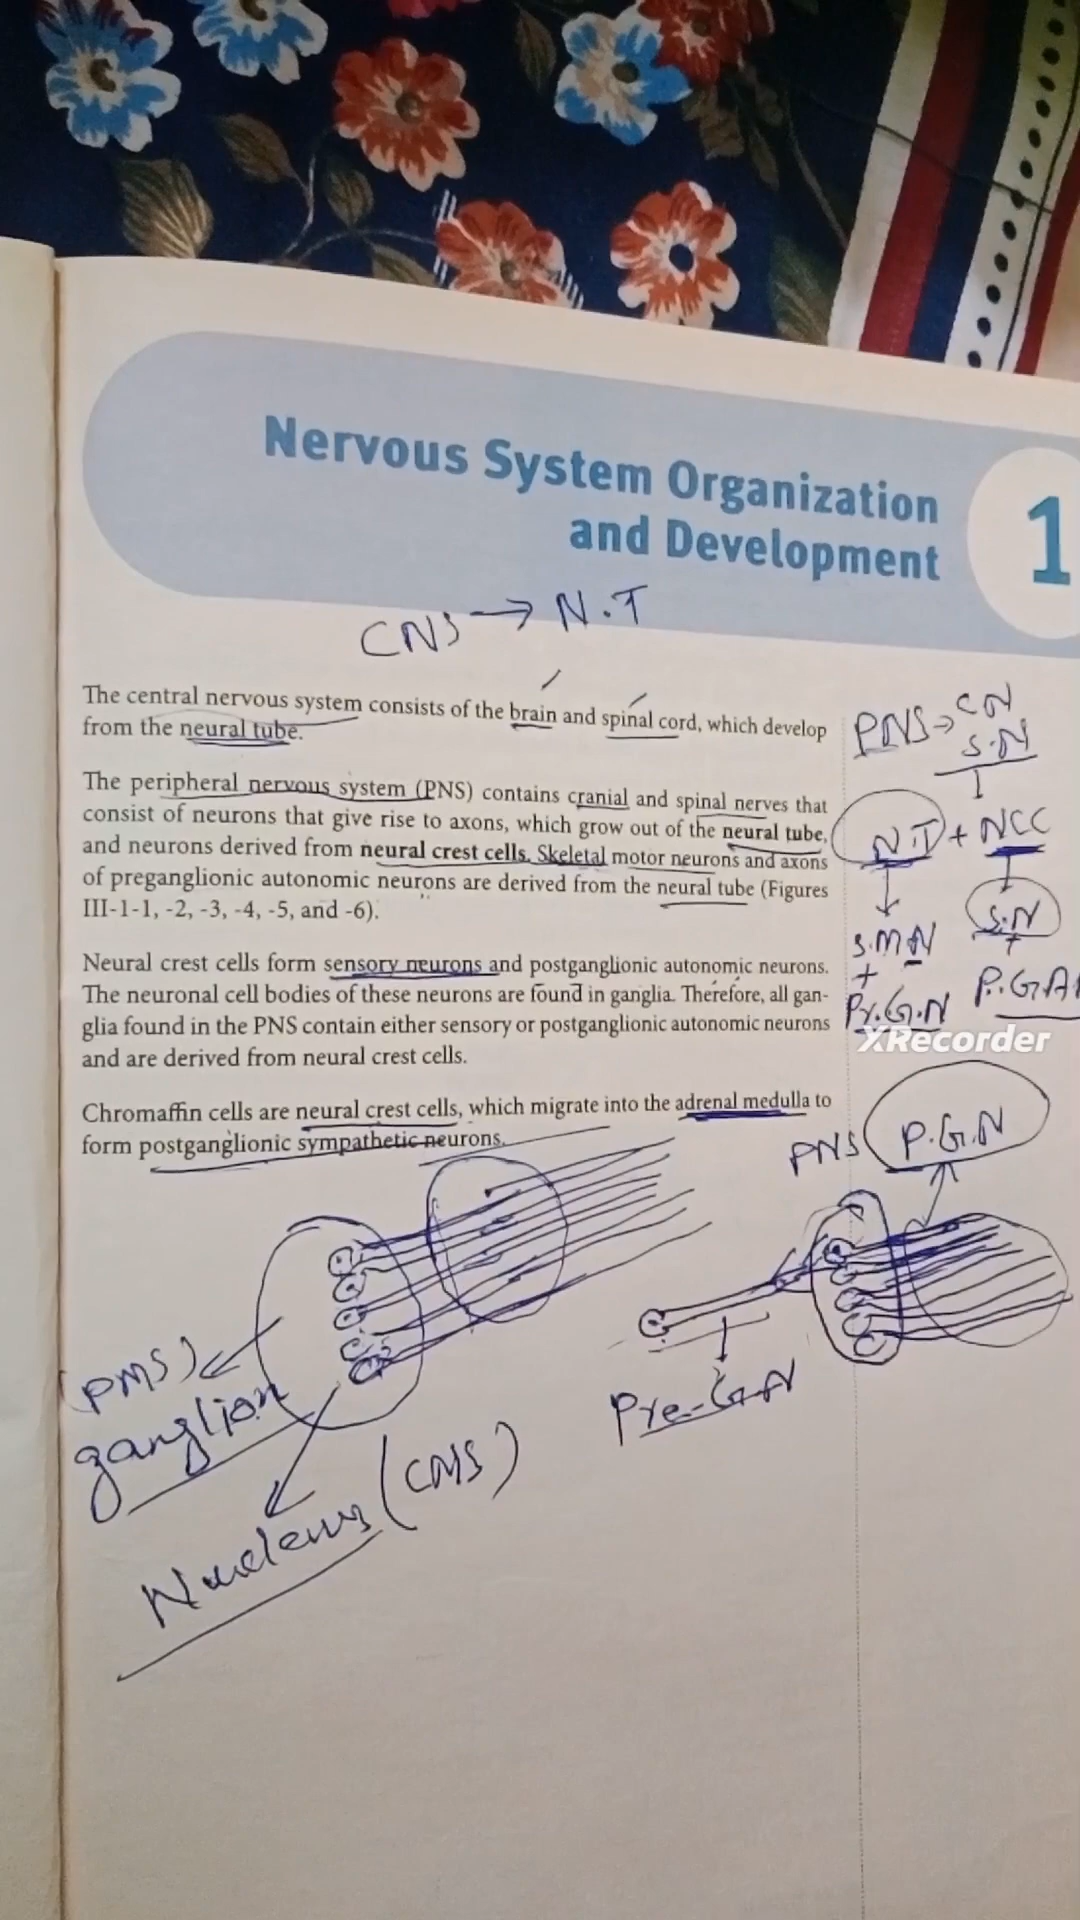 Nervous System Organization
and Development
1
CNS → N.T
The central nervous system consists of the brain and spinal cord, which develop
from the neural tube.
The peripheral nervous system (PNS) contains cranial and spinal nerves that
consist of neurons that give rise to axons, which grow out of the neural tube,
and neurons derived from neural crest cells. Skeletal motor neurons and axons
of preganglionic autonomic neurons are derived from the neural tube (Figures
III-1-1, -2, -3, -4, -5, and -6).
Neural crest cells form sensory neurons and postganglionic autonomic neurons.
The neuronal cell bodies of these neurons are found in ganglia. Therefore, all gan-
glia found in the PNS contain either sensory or postganglionic autonomic neurons
and are derived from neural crest cells.
Chromaffin cells are neural crest cells, which migrate into the adrenal medulla to
form postganglionic sympathetic neurons.
PNS → CN
S.N
N.T + NCC
S.M N
+
Pr.G.N
S.N
+
P.G.A
XRecorder
PNS P.G.N
Pre-G.N
(PNS)
ganglion
Nucleus (CNS)